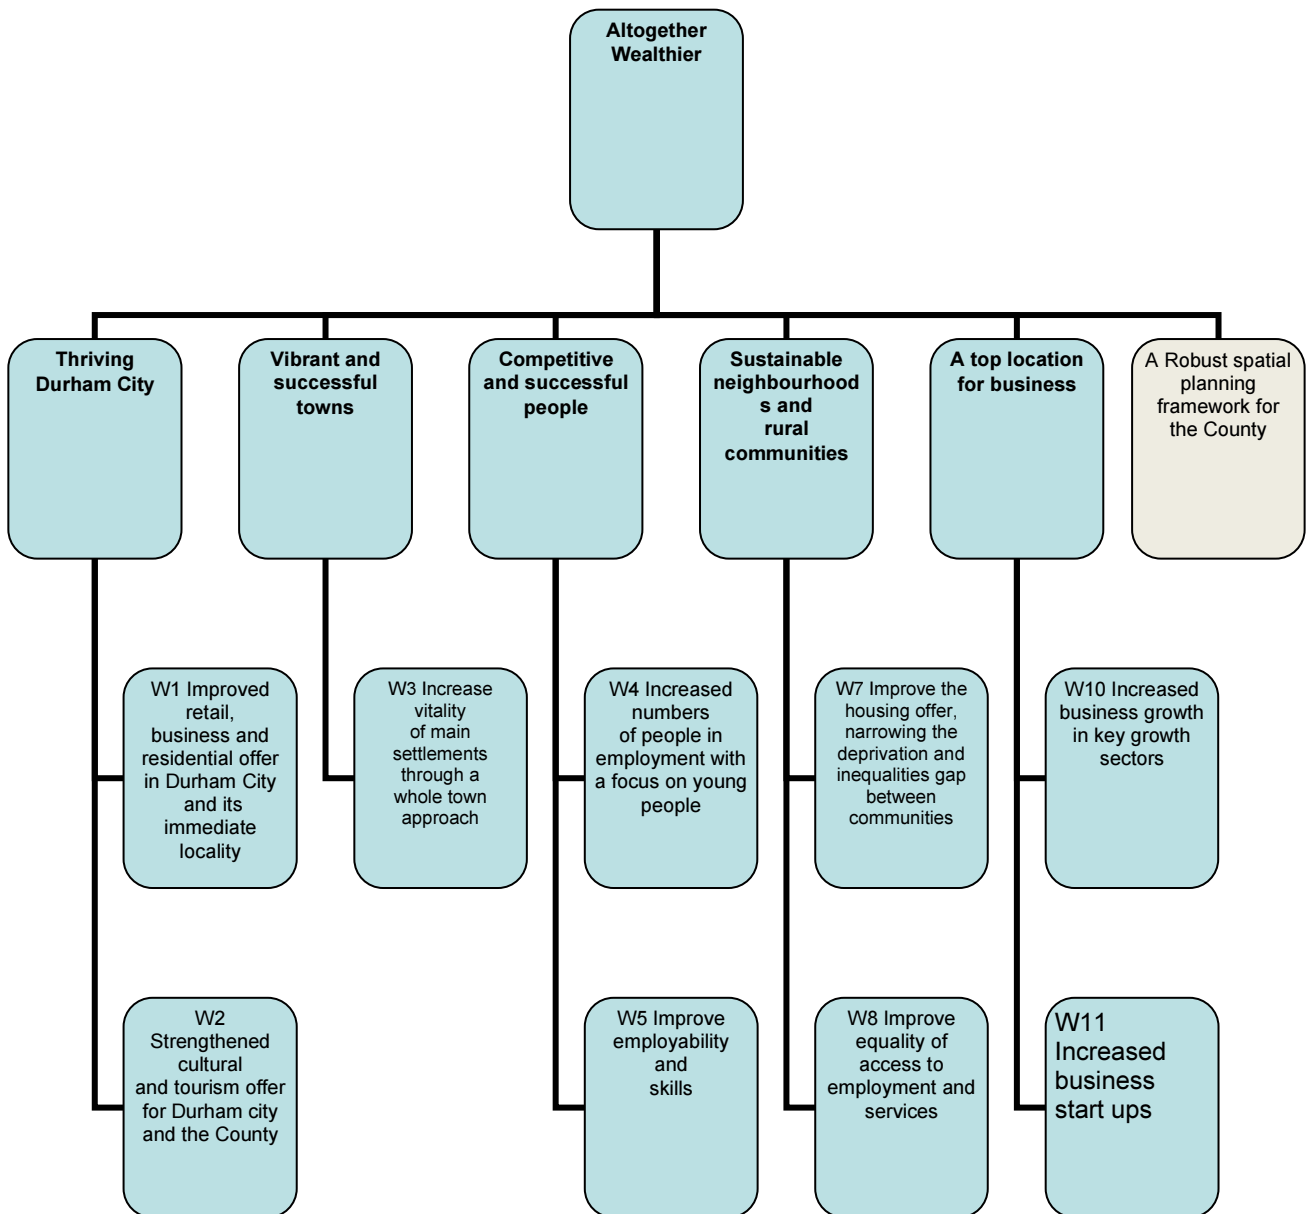 Altogether
Wealthier
Thriving
Durham City
Vibrant and
successful
towns
Competitive
and successful
people
Sustainable
neighbourhood
s and
rural
communities
A top location
for business
A Robust spatial
planning
framework for
the County
W1 Improved
retail,
business and
residential offer
in Durham City
and its
immediate
locality
W3 Increase
vitality
of main
settlements
through a
whole town
approach
W4 Increased
numbers
of people in
employment with
a focus on young
people
W7 Improve the
housing offer,
narrowing the
deprivation and
inequalities gap
between
communities
W10 Increased
business growth
in key growth
sectors
W2
Strengthened
cultural
and tourism offer
for Durham city
and the County
W5 Improve
employability
and
skills
W8 Improve
equality of
access to
employment and
services
W11
Increased
business
start ups